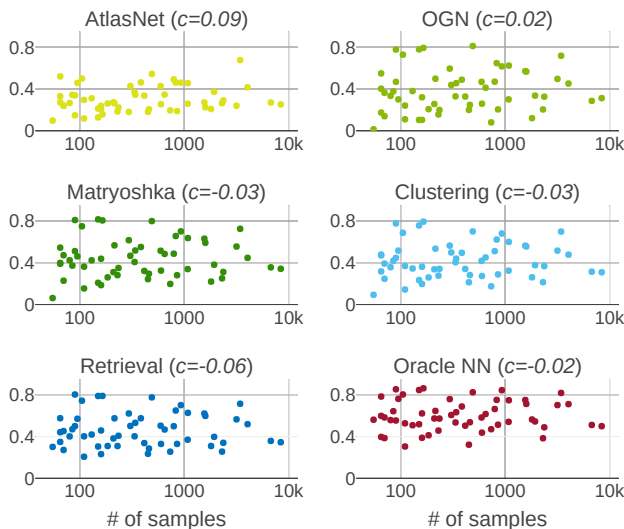 AtlasNet (c=0.09)
OGN (c=0.02)
0.8
0.4
0
100
1000
10k
0.8
0.4
0
100
1000
10k
Matryoshka (c=-0.03)
Clustering (c=-0.03)
0.8
0.4
0
100
1000
10k
0.8
0.4
0
100
1000
10k
Retrieval (c=-0.06)
Oracle NN (c=-0.02)
0.8
0.4
0
100
1000
10k
# of samples
0.8
0.4
0
100
1000
10k
# of samples